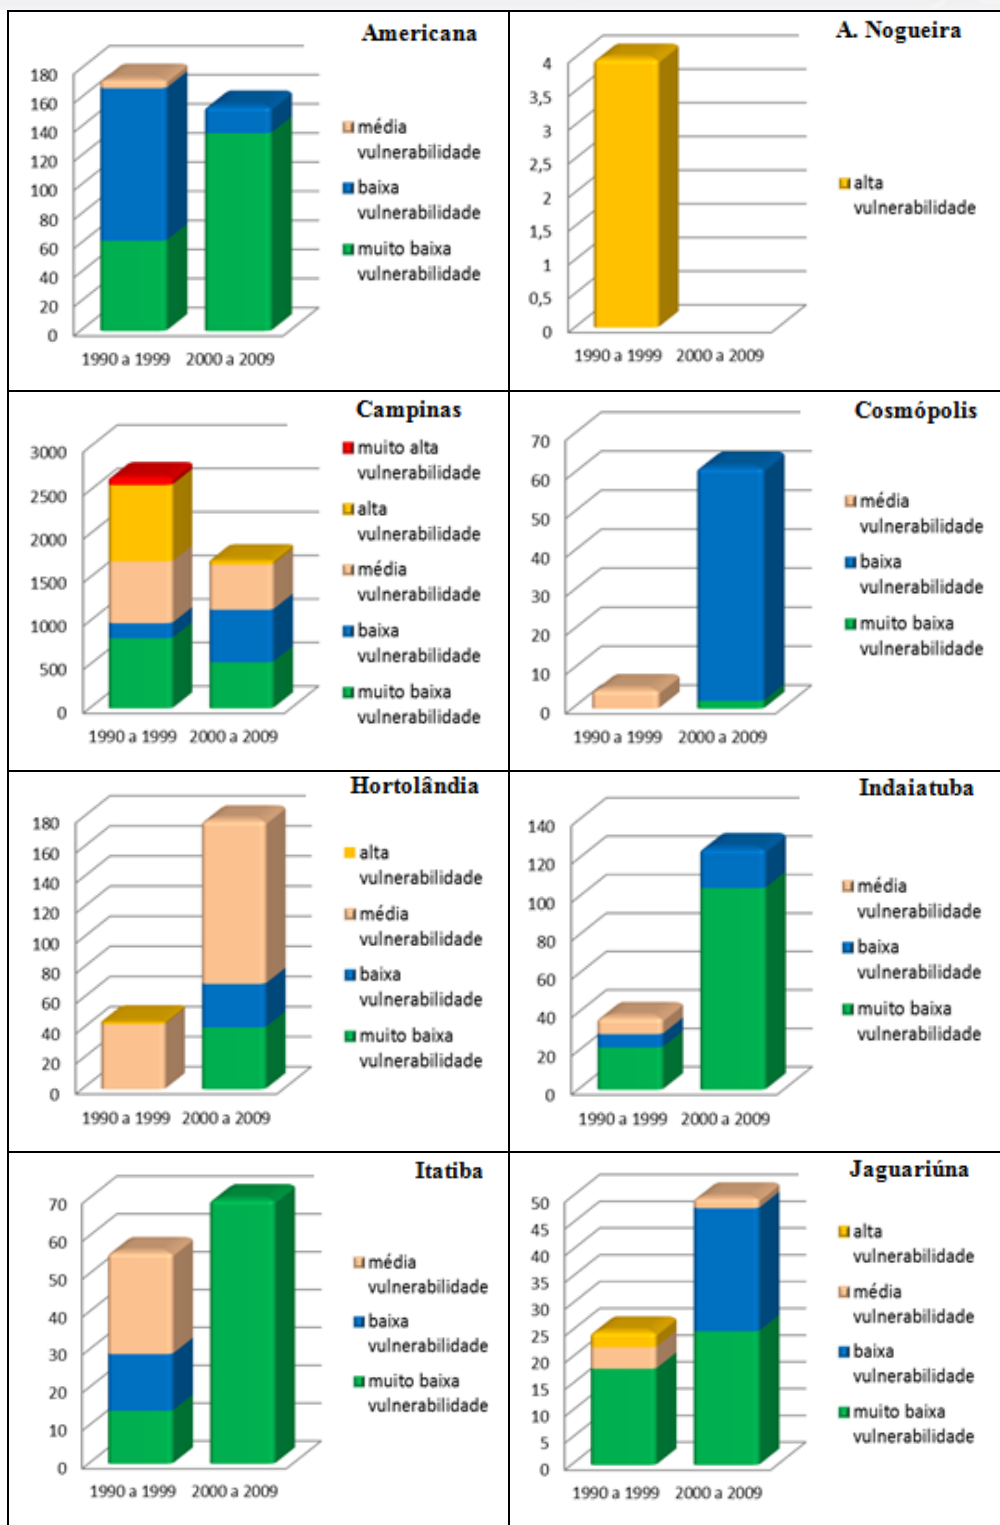 Americana
180
160
140
120
100
80
60
40
20
0
1990 a 1999 2000 a 2009
média
vulnerabilidade
baixa
vulnerabilidade
muito baixa
vulnerabilidade
A. Nogueira
4
3,5
3
2,5
2
1,5
1
0,5
0
1990 a 1999 2000 a 2009
alta
vulnerabilidade
Campinas
3000
2500
2000
1500
1000
500
0
1990 a 1999 2000 a 2009
muito alta
vulnerabilidade
alta
vulnerabilidade
média
vulnerabilidade
baixa
vulnerabilidade
muito baixa
vulnerabilidade
Cosmópolis
70
60
50
40
30
20
10
0
1990 a 1999 2000 a 2009
média
vulnerabilidade
baixa
vulnerabilidade
muito baixa
vulnerabilidade
Hortolândia
180
160
140
120
100
80
60
40
20
0
1990 a 1999 2000 a 2009
alta
vulnerabilidade
média
vulnerabilidade
baixa
vulnerabilidade
muito baixa
vulnerabilidade
Indaiatuba
140
120
100
80
60
40
20
0
1990 a 1999 2000 a 2009
média
vulnerabilidade
baixa
vulnerabilidade
muito baixa
vulnerabilidade
Itatiba
70
60
50
40
30
20
10
0
1990 a 1999 2000 a 2009
média
vulnerabilidade
baixa
vulnerabilidade
muito baixa
vulnerabilidade
Jaguariúna
50
45
40
35
30
25
20
15
10
5
0
1990 a 1999 2000 a 2009
alta
vulnerabilidade
média
vulnerabilidade
baixa
vulnerabilidade
muito baixa
vulnerabilidade